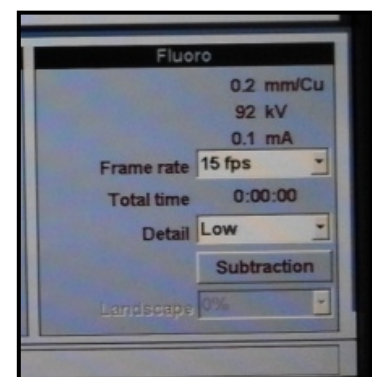 Fluoro
0.2 mm/Cu
92 kV
0.1 mA
Frame rate 15 fps
Total time 0:00:00
Detail Low
Subtraction
Landscape 0%